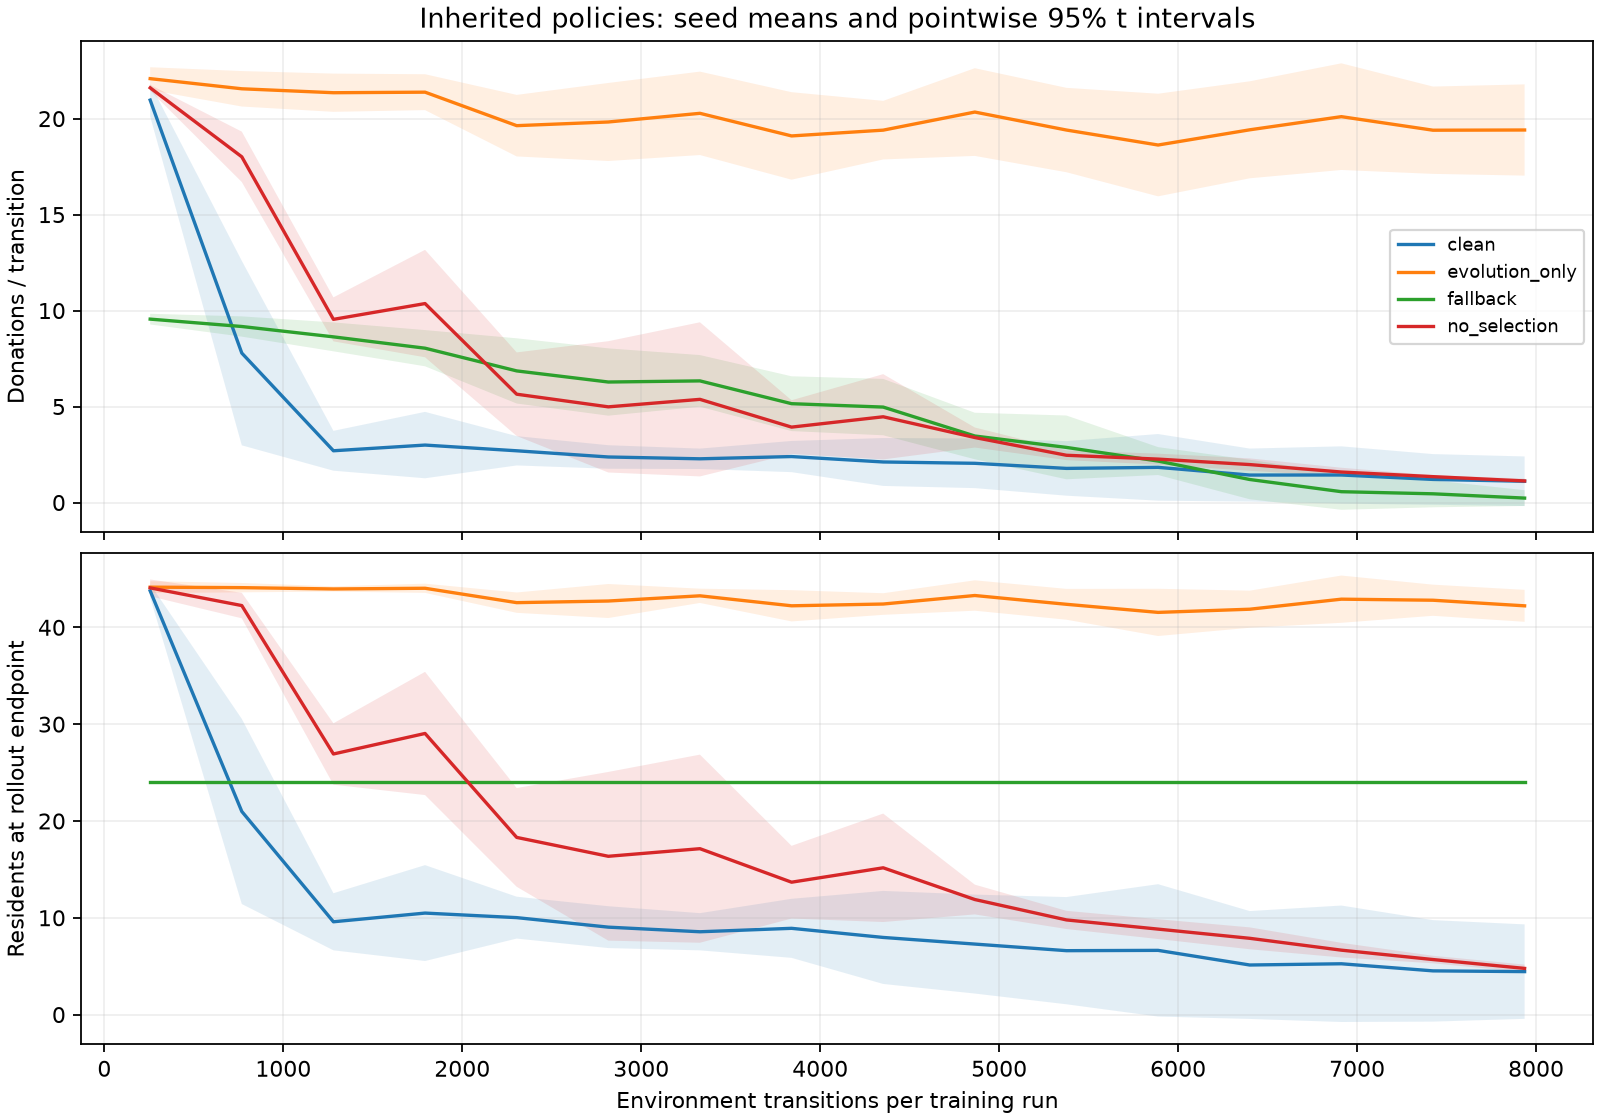 Inherited policies: seed means and pointwise 95% t intervals
Donations / transition
20
15
10
5
0
clean
evolution_only
fallback
no_selection
Residents at rollout endpoint
40
30
20
10
0
0 1000 2000 3000 4000 5000 6000 7000 8000
Environment transitions per training run